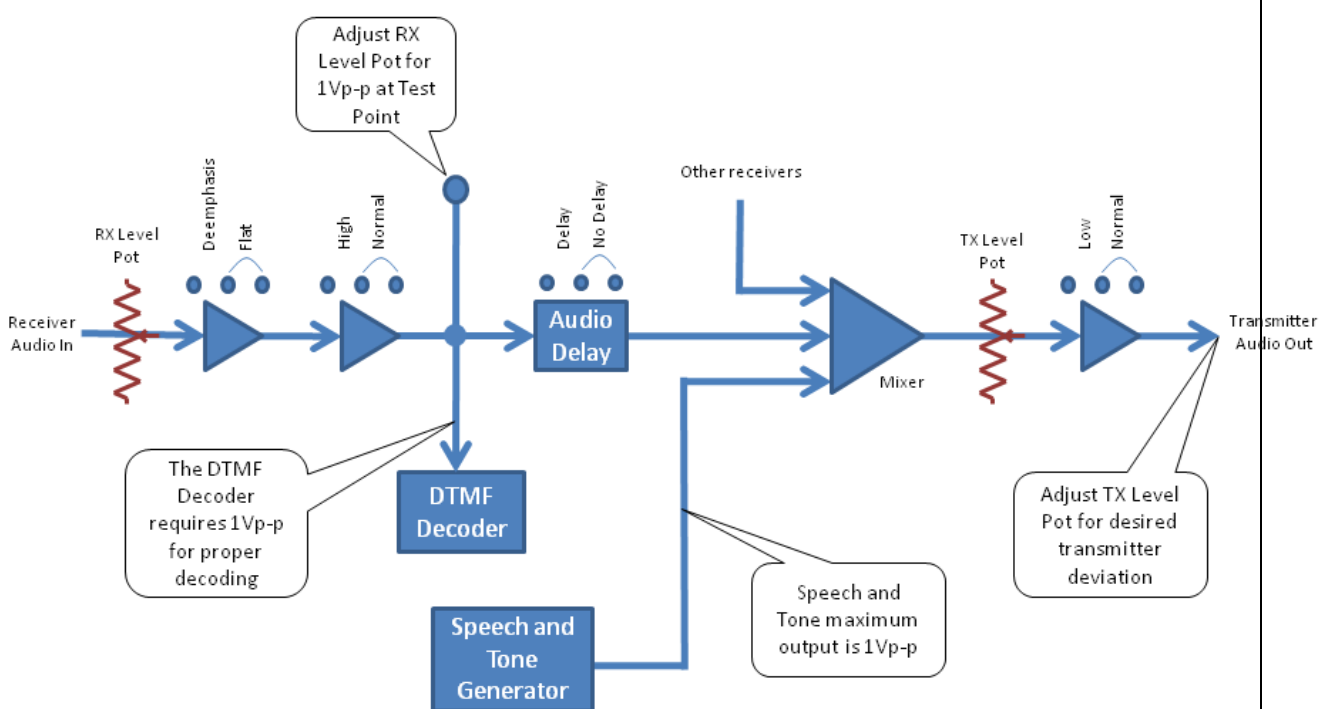 Adjust RX
Level Pot for
1Vp-p at Test
Point
Other receivers
RX Level
Pot
Deemphasis
Flat
High
Normal
Delay
No Delay
TX Level
Pot
Low
Normal
Receiver
Audio In
Audio
Delay
Mixer
Transmitter
Audio Out
The DTMF
Decoder
requires 1Vp-p
for proper
decoding
DTMF
Decoder
Adjust TX Level
Pot for desired
transmitter
deviation
Speech and
Tone maximum
output is 1Vp-p
Speech and
Tone
Generator